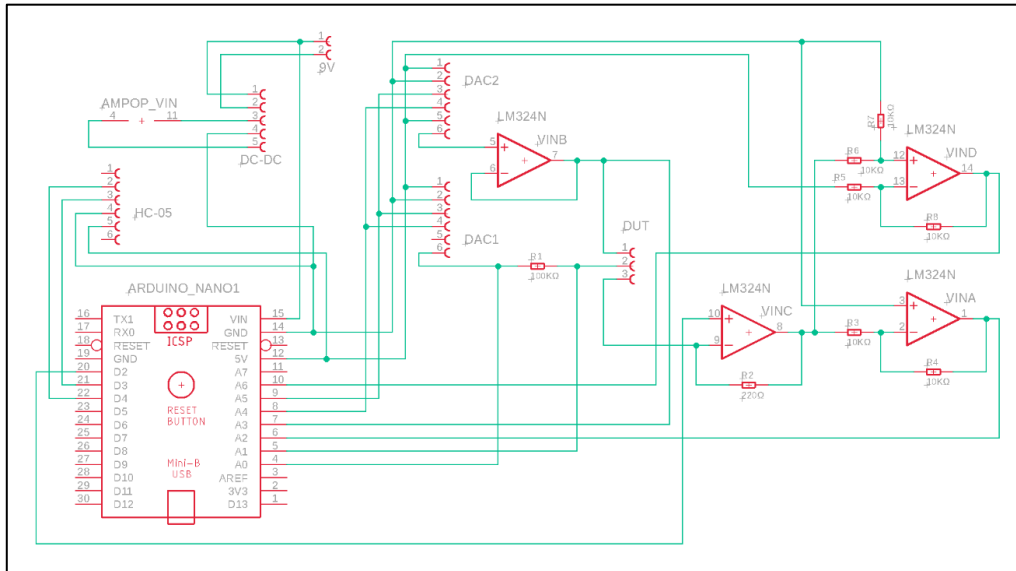 1
2
9V
AMPOP_VIN
4 + 11
1
2
3
4
5
DC-DC
1
2
3
4
5
6
HC-05
1
2
3
4
5
6
DAC2
1
2
3
4
5
6
DAC1
LM324N
VINB
5 +
6 −
+
7
DUT
1
2
3
R1
100KΩ
LM324N
VINC
10 +
9 −
+
8
R2
220Ω
R7
10KΩ
R6
10KΩ
R5
10KΩ
LM324N
VIND
12 +
13 −
+
14
R8
10KΩ
LM324N
VINA
3 +
2 −
+
1
R3
10KΩ
R4
10KΩ
ARDUINO_NANO1
16 TX1
17 RX0
18 RESET
19 GND
20 D2
21 D3
22 D4
23 D5
24 D6
25 D7
26 D8
27 D9
28 D10
29 D11
30 D12
ICSP
RESET
BUTTON
Mini-B
USB
VIN 15
GND 14
RESET 13
5V 12
A7 11
A6 10
A5 9
A4 8
A3 7
A2 6
A1 5
A0 4
AREF 3
3V3 2
D13 1